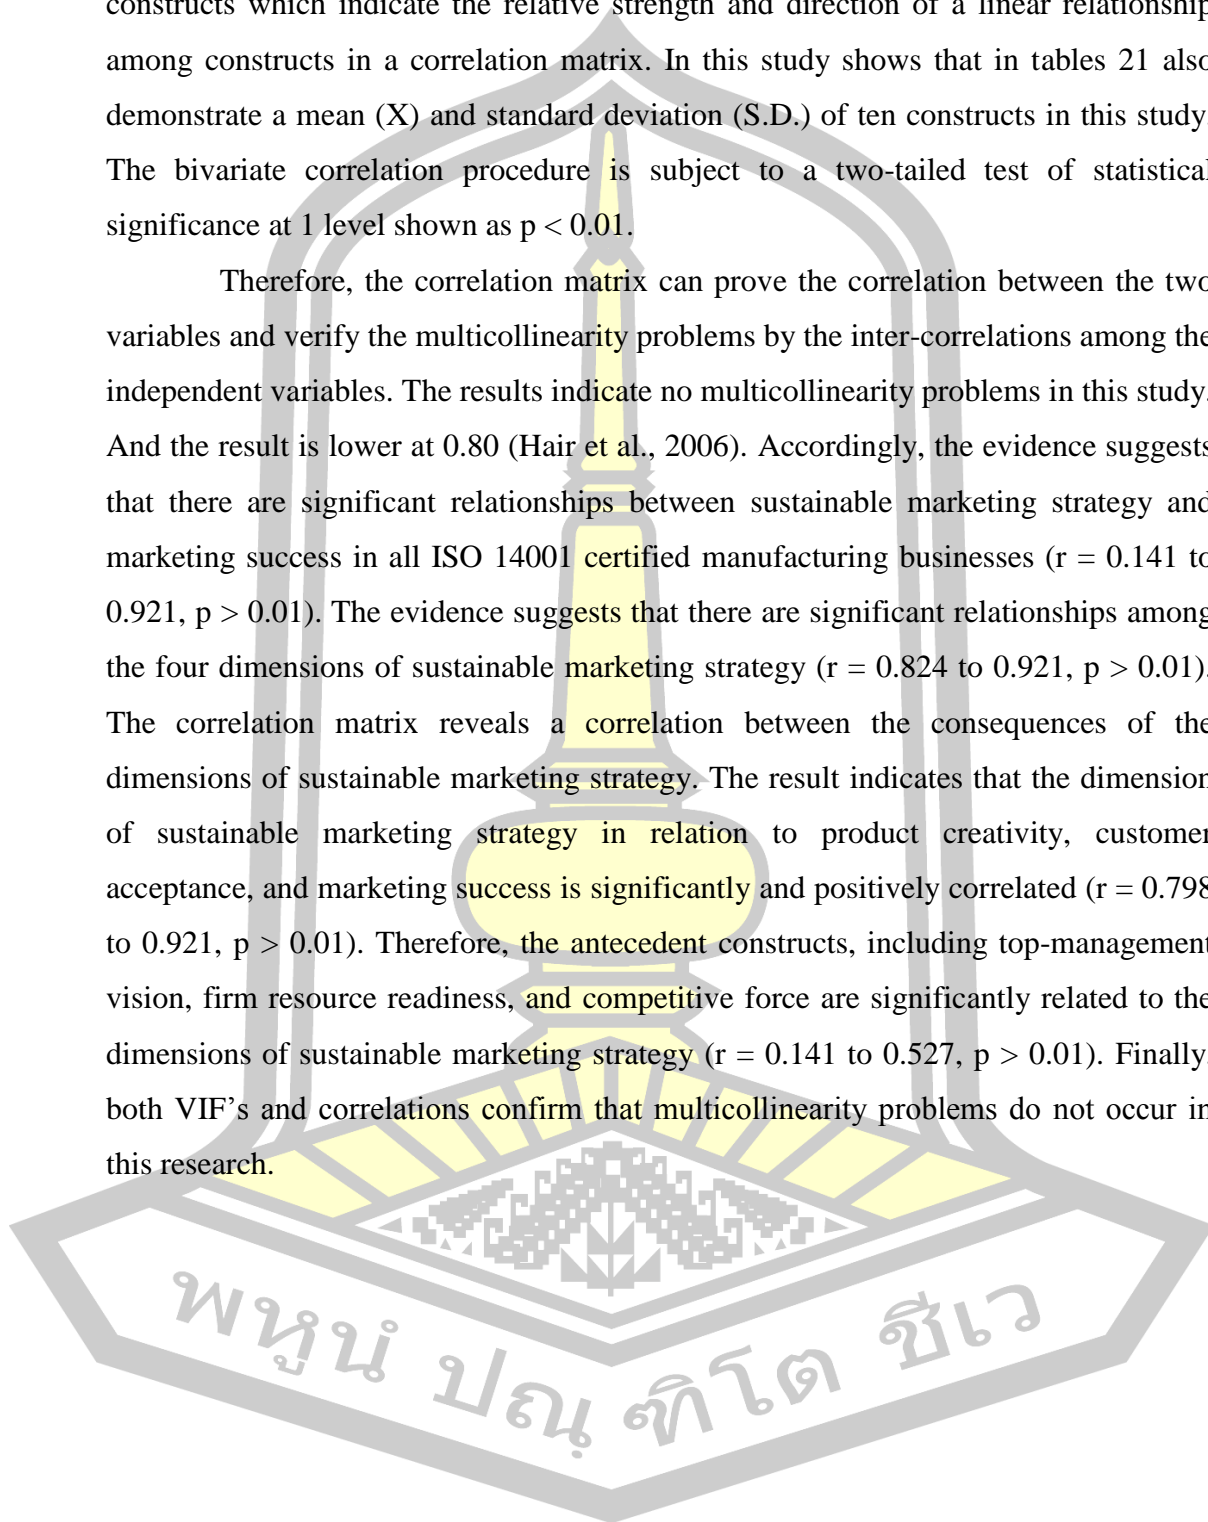 constructs which indicate the relative strength and direction of a linear relationship
among constructs in a correlation matrix. In this study shows that in tables 21 also
demonstrate a mean (X) and standard deviation (S.D.) of ten constructs in this study.
The bivariate correlation procedure is subject to a two-tailed test of statistical
significance at 1 level shown as p < 0.01.
Therefore, the correlation matrix can prove the correlation between the two
variables and verify the multicollinearity problems by the inter-correlations among the
independent variables. The results indicate no multicollinearity problems in this study.
And the result is lower at 0.80 (Hair et al., 2006). Accordingly, the evidence suggests
that there are significant relationships between sustainable marketing strategy and
marketing success in all ISO 14001 certified manufacturing businesses (r = 0.141 to
0.921, p > 0.01). The evidence suggests that there are significant relationships among
the four dimensions of sustainable marketing strategy (r = 0.824 to 0.921, p > 0.01).
The correlation matrix reveals a correlation between the consequences of the
dimensions of sustainable marketing strategy. The result indicates that the dimension
of sustainable marketing strategy in relation to product creativity, customer
acceptance, and marketing success is significantly and positively correlated (r = 0.798
to 0.921, p > 0.01). Therefore, the antecedent constructs, including top-management
vision, firm resource readiness, and competitive force are significantly related to the
dimensions of sustainable marketing strategy (r = 0.141 to 0.527, p > 0.01). Finally,
both VIF's and correlations confirm that multicollinearity problems do not occur in
this research.
พหูนํ ปณฺฑิโต ชีเว